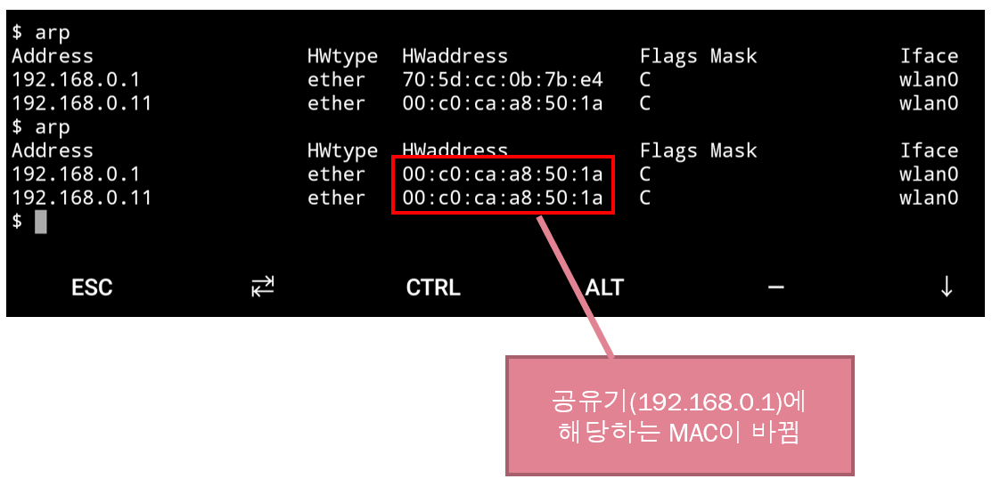 $ arp
Address HWtype HWaddress Flags Mask Iface
192.168.0.1 ether 70:5d:cc:0b:7b:e4 C wlan0
192.168.0.11 ether 00:c0:ca:a8:50:1a C wlan0
$ arp
Address HWtype HWaddress Flags Mask Iface
192.168.0.1 ether 00:c0:ca:a8:50:1a C wlan0
192.168.0.11 ether 00:c0:ca:a8:50:1a C wlan0
$
ESC ⇄ CTRL ALT — ↓
공유기(192.168.0.1)에
해당하는 MAC이 바뀜